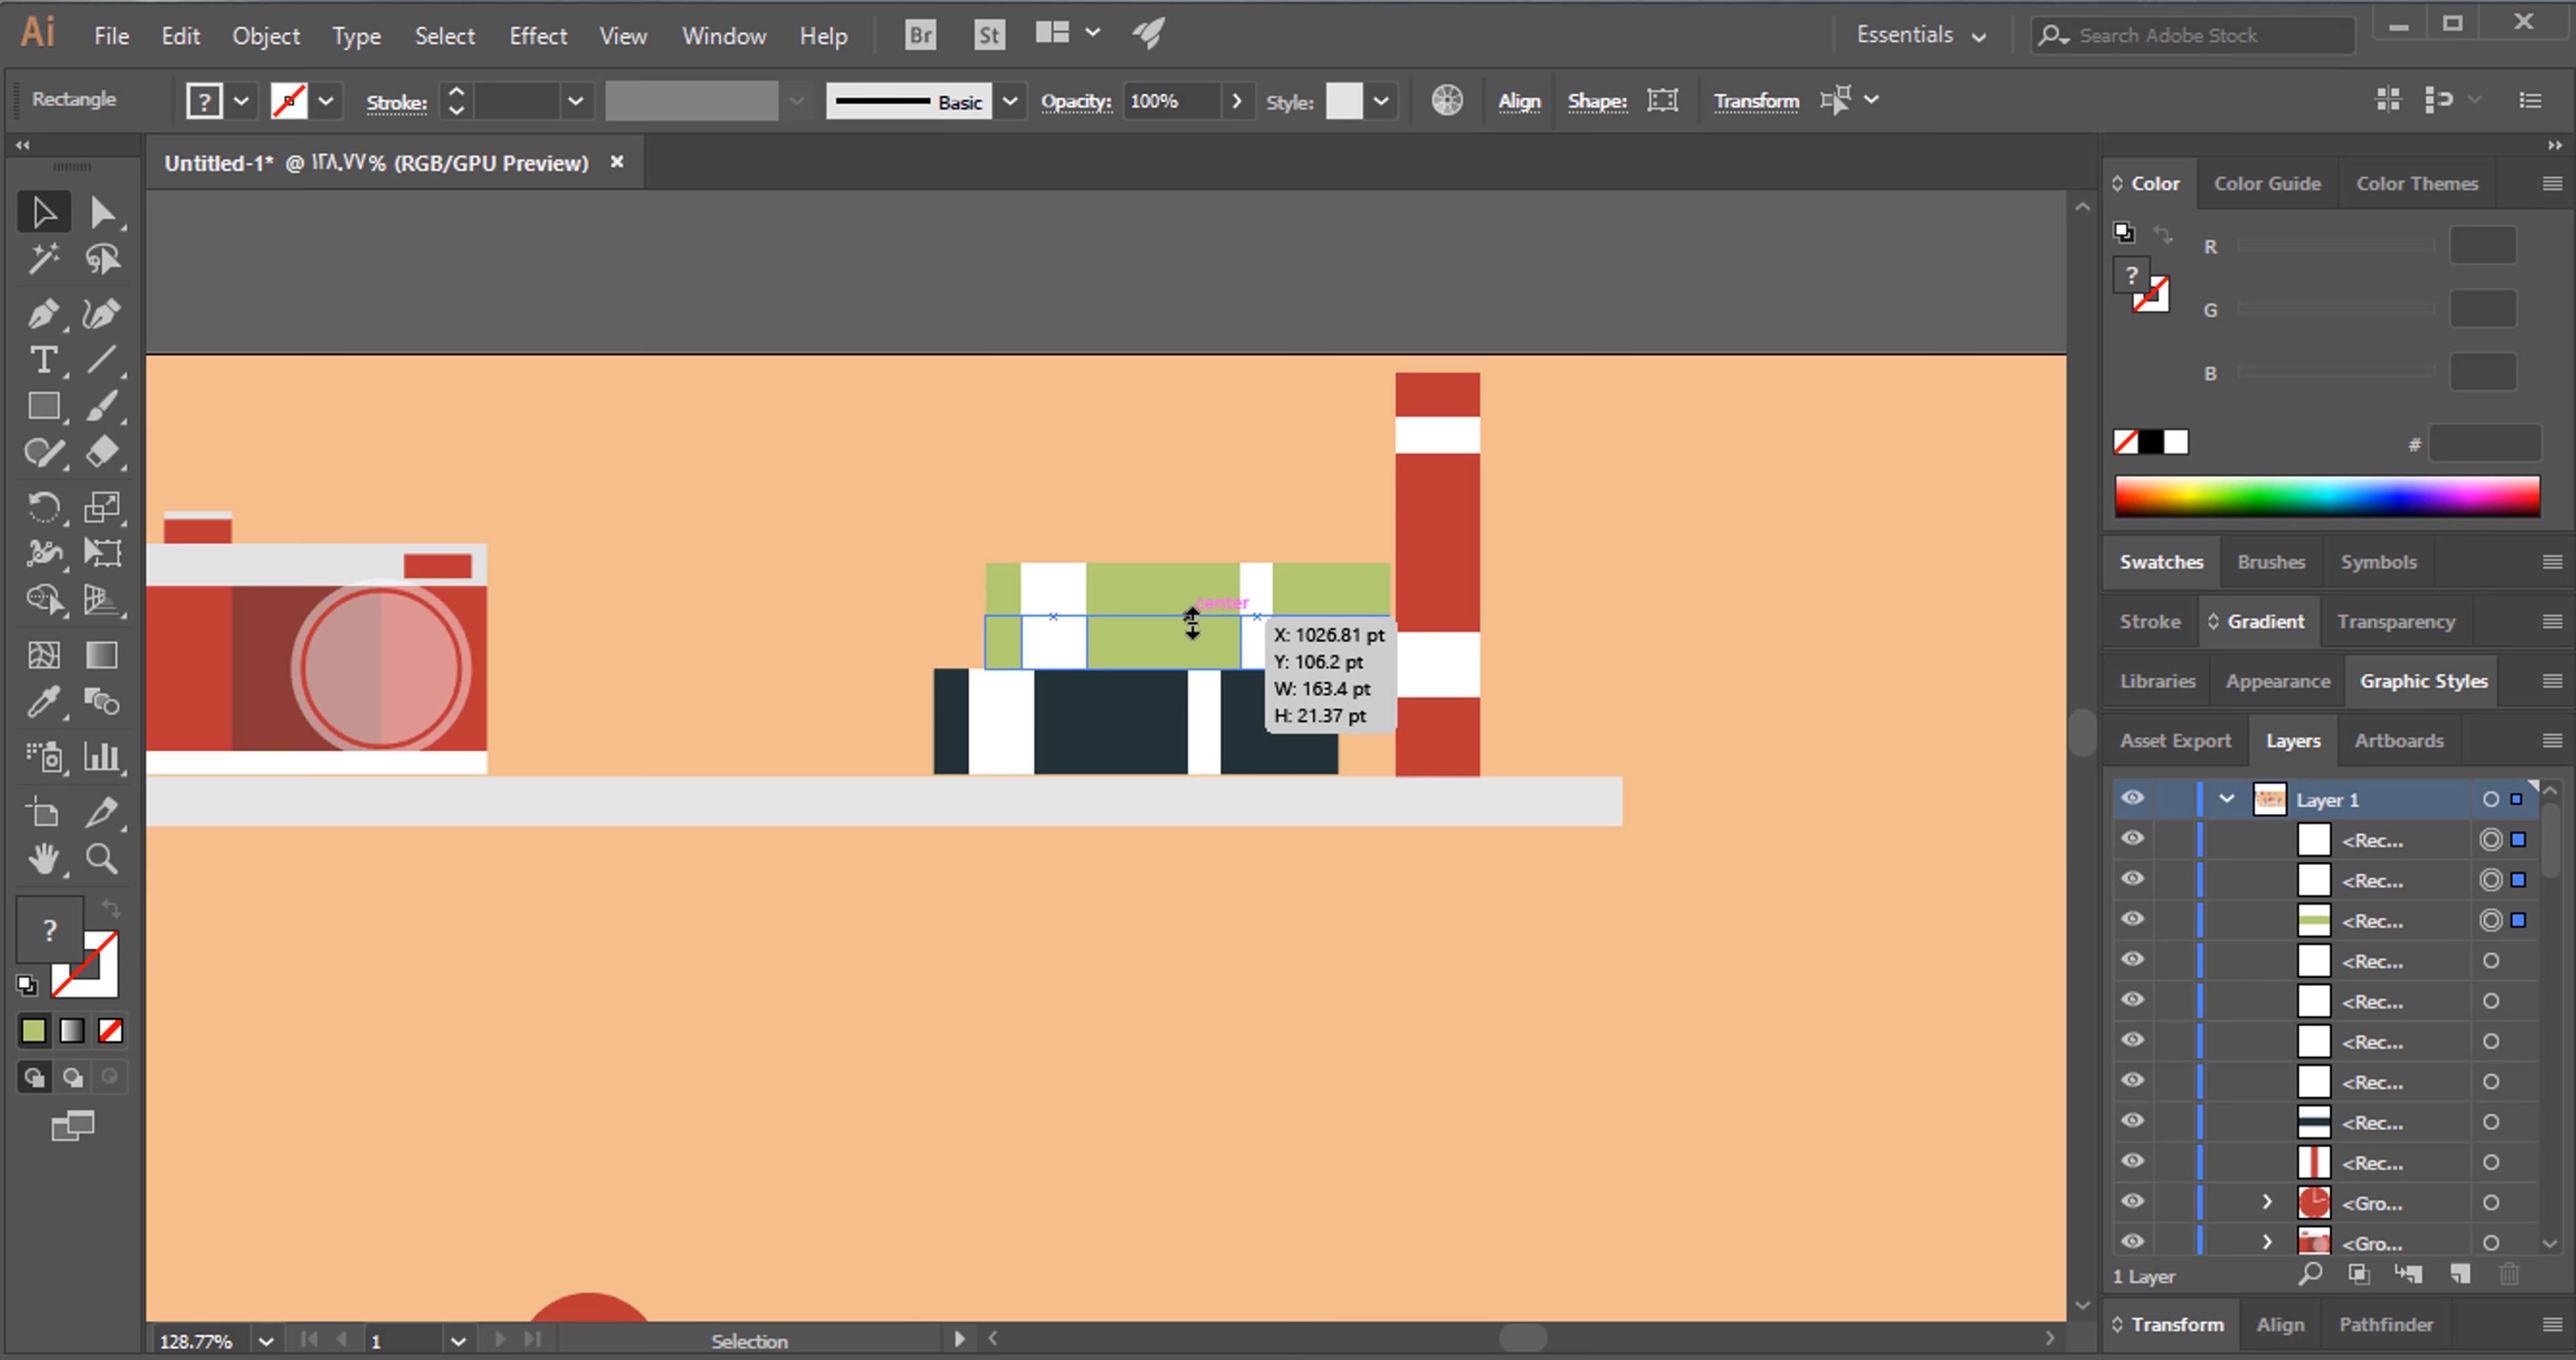 Ai File Edit Object Type Select Effect View Window Help Br St Essentials Search Adobe Stock
Rectangle ? Stroke: Basic Opacity: 100% Style: Align Shape: Transform
Untitled-1* @ ١٢٨,٧٧% (RGB/GPU Preview)
Color Color Guide Color Themes
R
?
G
B
#
Swatches Brushes Symbols
Stroke Gradient Transparency
Libraries Appearance Graphic Styles
Asset Export Layers Artboards
center
X: 1026.81 pt
Y: 106.2 pt
W: 163.4 pt
H: 21.37 pt
Layer 1
<Rec...
<Rec...
<Rec...
<Rec...
<Rec...
<Rec...
<Rec...
<Rec...
<Rec...
<Gro...
<Gro...
1 Layer
?
Transform Align Pathfinder
128.77% 1 Selection